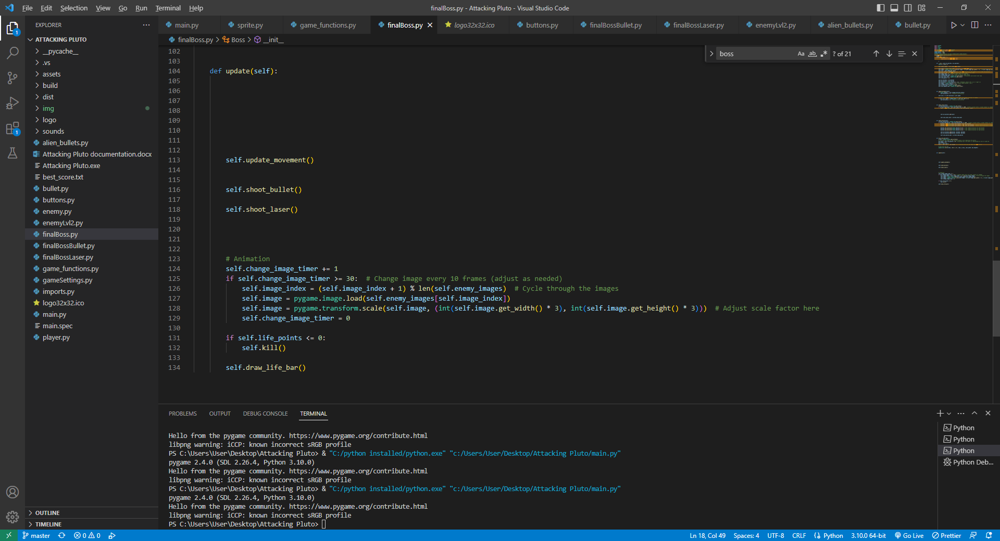 File Edit Selection View Go Run Terminal Help
finalBoss.py - Attacking Pluto - Visual Studio Code
EXPLORER
main.py sprite.py game_functions.py finalBoss.py logo32x32.ico buttons.py finalBossBullet.py finalBossLaser.py enemyLvl2.py alien_bullets.py bullet.py
finalBoss.py > Boss > __init__
boss Aa ab ? of 21
1
1
ATTACKING PLUTO
__pycache__
.vs
assets
build
dist
img
logo
sounds
alien_bullets.py
Attacking Pluto documentation.docx
Attacking Pluto.exe
best_score.txt
bullet.py
buttons.py
enemy.py
enemyLvl2.py
finalBoss.py
finalBossBullet.py
finalBossLaser.py
game_functions.py
gameSettings.py
imports.py
logo32x32.ico
main.py
main.spec
player.py
OUTLINE
TIMELINE
102
103
104 def update(self):
105
106
107
108
109
110
111
112
113 self.update_movement()
114
115
116 self.shoot_bullet()
117
118 self.shoot_laser()
119
120
121
122
123 # Animation
124 self.change_image_timer += 1
125 if self.change_image_timer >= 30:  # Change image every 10 frames (adjust as needed)
126 self.image_index = (self.image_index + 1) % len(self.enemy_images)  # Cycle through the images
127 self.image = pygame.image.load(self.enemy_images[self.image_index])
128 self.image = pygame.transform.scale(self.image, (int(self.image.get_width() * 3), int(self.image.get_height() * 3)))  # Adjust scale factor here
129 self.change_image_timer = 0
130
131 if self.life_points <= 0:
132 self.kill()
133
134 self.draw_life_bar()
PROBLEMS OUTPUT DEBUG CONSOLE TERMINAL
Hello from the pygame community. https://www.pygame.org/contribute.html
libpng warning: iCCP: known incorrect sRGB profile
PS C:\Users\User\Desktop\Attacking Pluto> & "C:/python installed/python.exe" "c:/Users/User/Desktop/Attacking Pluto/main.py"
pygame 2.4.0 (SDL 2.26.4, Python 3.10.0)
Hello from the pygame community. https://www.pygame.org/contribute.html
libpng warning: iCCP: known incorrect sRGB profile
PS C:\Users\User\Desktop\Attacking Pluto> & "C:/python installed/python.exe" "c:/Users/User/Desktop/Attacking Pluto/main.py"
pygame 2.4.0 (SDL 2.26.4, Python 3.10.0)
Hello from the pygame community. https://www.pygame.org/contribute.html
libpng warning: iCCP: known incorrect sRGB profile
PS C:\Users\User\Desktop\Attacking Pluto>
Python
Python
Python
Python Deb...
master 0 0 Ln 18, Col 49 Spaces: 4 UTF-8 CRLF Python 3.10.0 64-bit Go Live Prettier